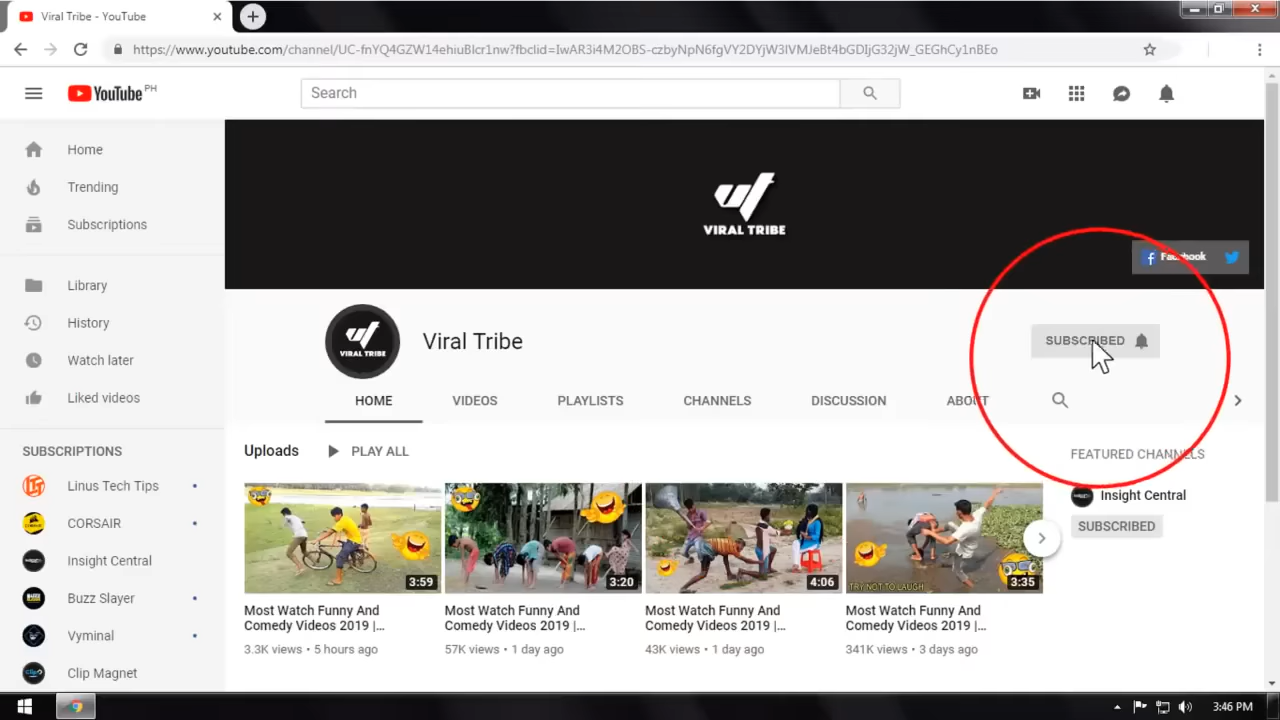 Viral Tribe - YouTube
https://www.youtube.com/channel/UC-fnYQ4GZW14ehiuBlcr1nw?fbclid=IwAR3i4M2OBS-czbyNpN6fgVY2DYjW3lVMJeBt4bGDIjG32jW_GEGhCy1nBEo
YouTube PH
Search
Home
Trending
Subscriptions
Library
History
Watch later
Liked videos
SUBSCRIPTIONS
Linus Tech Tips
CORSAIR
Insight Central
Buzz Slayer
Vyminal
Clip Magnet
VIRAL TRIBE
Facebook
VIRAL TRIBE
Viral Tribe
SUBSCRIBED
HOME
VIDEOS
PLAYLISTS
CHANNELS
DISCUSSION
ABOUT
Uploads
PLAY ALL
3:59
Most Watch Funny And
Comedy Videos 2019 |...
3.3K views • 5 hours ago
3:20
Most Watch Funny And
Comedy Videos 2019 |...
57K views • 1 day ago
4:06
Most Watch Funny And
Comedy Videos 2019 |...
43K views • 1 day ago
TRY NOT TO LAUGH
3:35
Most Watch Funny And
Comedy Videos 2019 |...
341K views • 3 days ago
FEATURED CHANNELS
Insight Central
SUBSCRIBED
3:46 PM